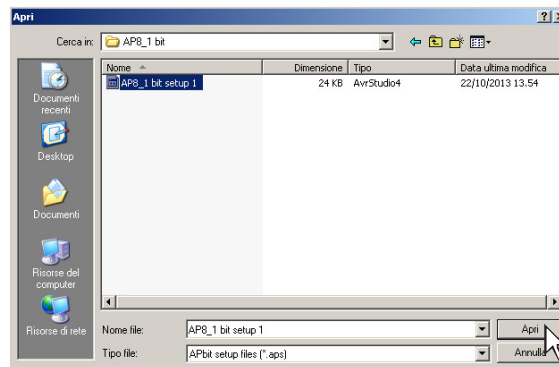 Apri
Cerca in: AP8_1 bit
Nome Dimensione Tipo Data ultima modifica
AP8_1 bit setup 1 24 KB AvrStudio4 22/10/2013 13.54
Documenti
recenti
Desktop
Documenti
Risorse del
computer
Risorse di rete
Nome file: AP8_1 bit setup 1 Apri
Tipo file: APbit setup files (*.aps) Annulla